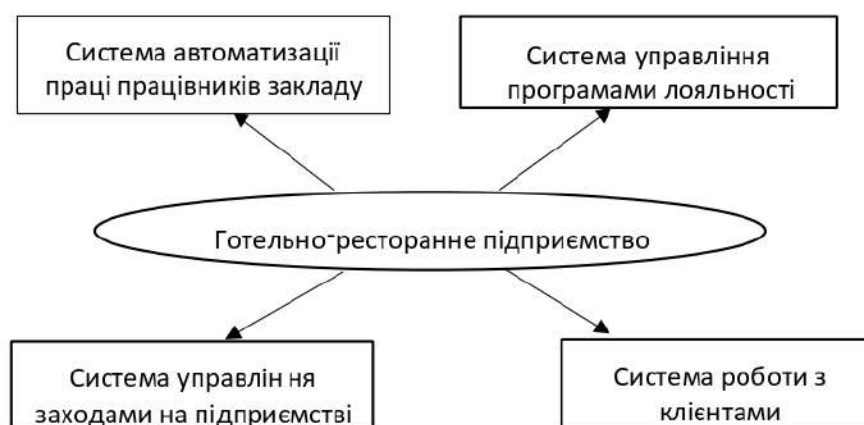 Система автоматизації
праці працівників закладу
Система управління
програмами лояльності
Готельно-ресторанне підприємство
Система управлін ня
заходами на підприємстві
Система роботи з
клієнтами